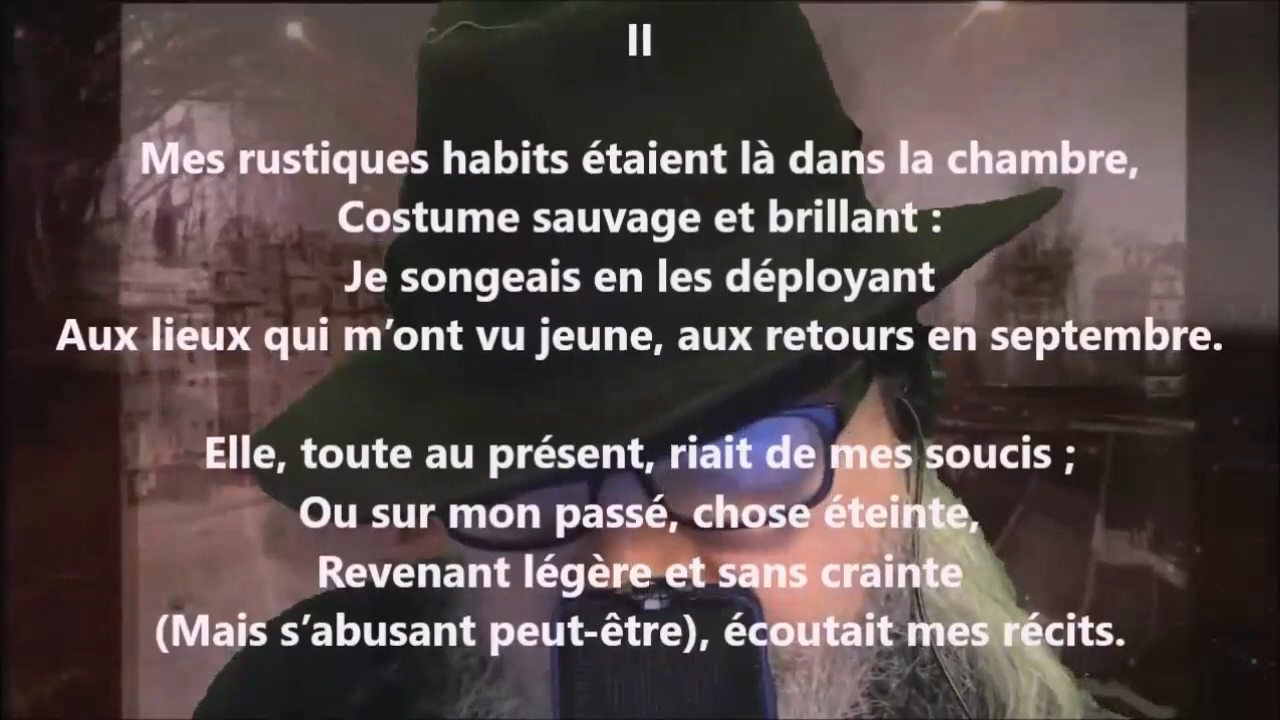 II
Mes rustiques habits étaient là dans la chambre,
Costume sauvage et brillant :
Je songeais en les déployant
Aux lieux qui m’ont vu jeune, aux retours en septembre.
Elle, toute au présent, riait de mes soucis ;
Ou sur mon passé, chose éteinte,
Revenant légère et sans crainte
(Mais s’abusant peut-être), écoutait mes récits.